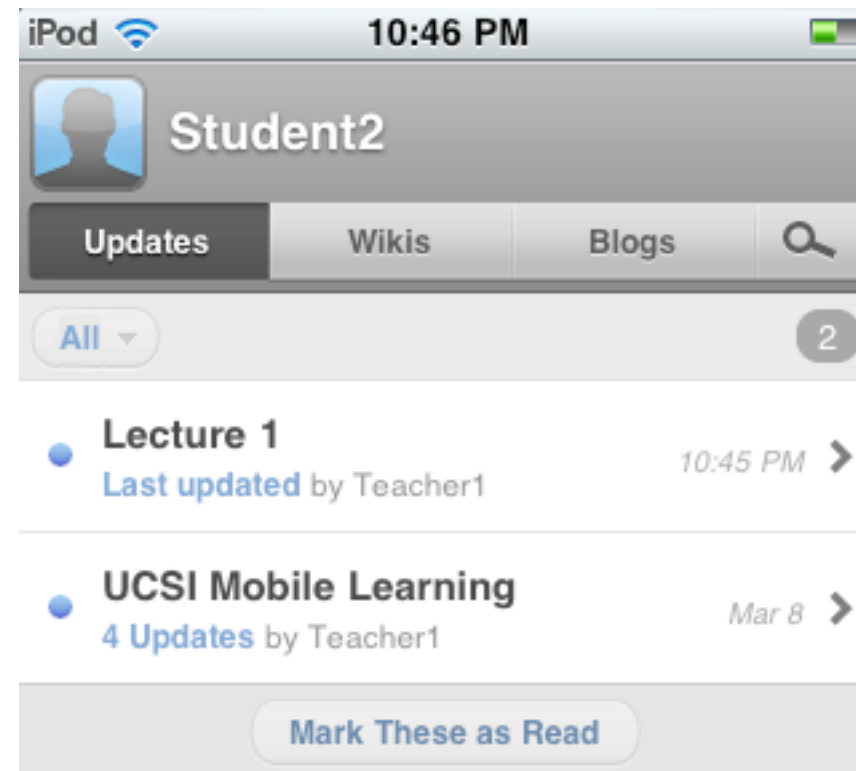 iPod 10:46 PM
Student2
Updates Wikis Blogs
All 2
Lecture 1
Last updated by Teacher1 10:45 PM
UCSI Mobile Learning
4 Updates by Teacher1 Mar 8
Mark These as Read